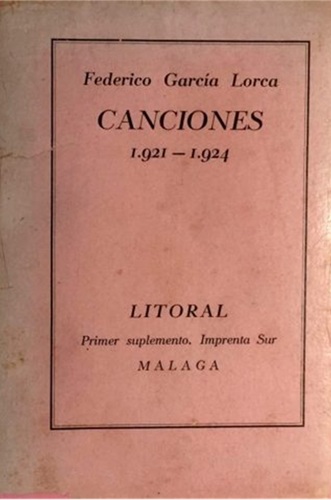 Federico García Lorca
CANCIONES
1.921 — 1.924
LITORAL
Primer suplemento. Imprenta Sur
MALAGA